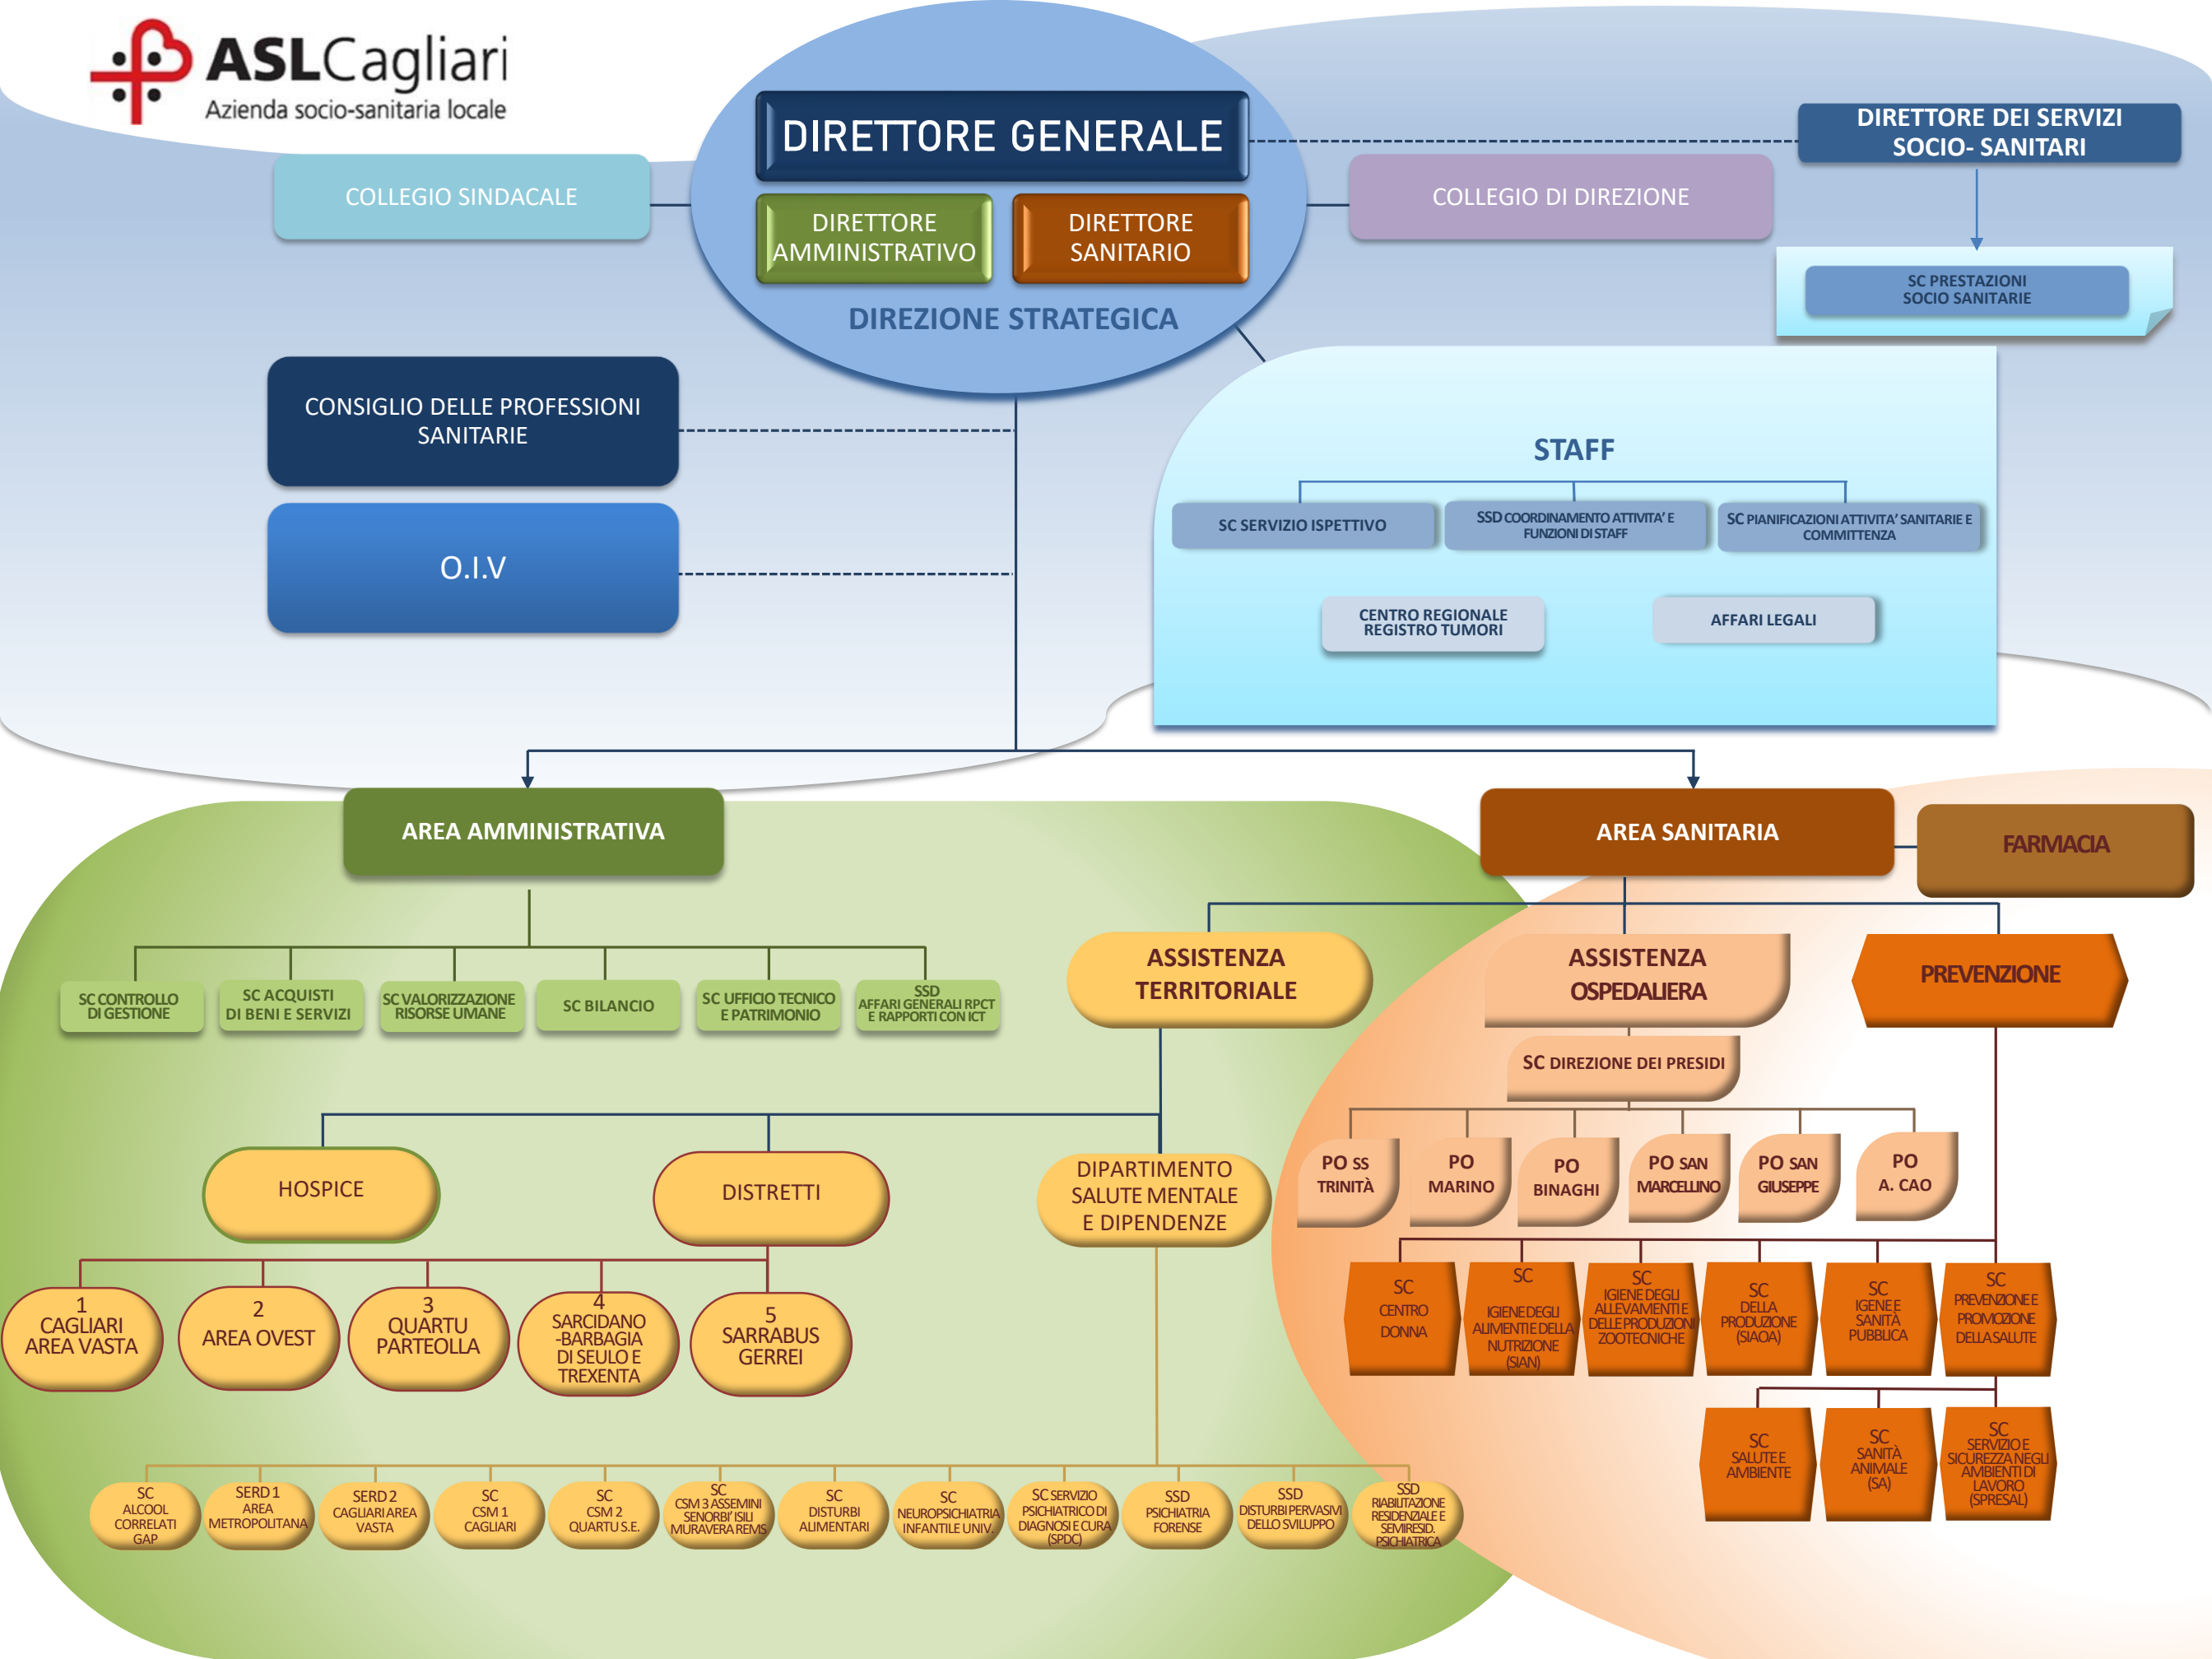 ASLCagliari
Azienda socio-sanitaria locale
DIRETTORE GENERALE
DIRETTORE DEI SERVIZI
SOCIO- SANITARI
COLLEGIO SINDACALE
DIRETTORE
AMMINISTRATIVO
DIRETTORE
SANITARIO
COLLEGIO DI DIREZIONE
DIREZIONE STRATEGICA
SC PRESTAZIONI
SOCIO SANITARIE
CONSIGLIO DELLE PROFESSIONI
SANITARIE
O.I.V
STAFF
SC SERVIZIO ISPETTIVO
SSD COORDINAMENTO ATTIVITA' E
FUNZIONI DI STAFF
SC PIANIFICAZIONI ATTIVITA' SANITARIE E
COMMITTENZA
CENTRO REGIONALE
REGISTRO TUMORI
AFFARI LEGALI
AREA AMMINISTRATIVA
AREA SANITARIA
FARMACIA
SC CONTROLLO
DI GESTIONE
SC ACQUISTI
DI BENI E SERVIZI
SC VALORIZZAZIONE
RISORSE UMANE
SC BILANCIO
SC UFFICIO TECNICO
E PATRIMONIO
SSD
AFFARI GENERALI RPCT
E RAPPORTI CON ICT
ASSISTENZA
TERRITORIALE
ASSISTENZA
OSPEDALIERA
PREVENZIONE
SC DIREZIONE DEI PRESIDI
HOSPICE
DISTRETTI
DIPARTIMENTO
SALUTE MENTALE
E DIPENDENZE
PO SS
TRINITÀ
PO
MARINO
PO
BINAGHI
PO SAN
MARCELLINO
PO SAN
GIUSEPPE
PO
A. CAO
1
CAGLIARI
AREA VASTA
2
AREA OVEST
3
QUARTU
PARTEOLLA
4
SARCIDANO
-BARBAGIA
DI SEULO E
TREXENTA
5
SARRABUS
GERREI
SC
CENTRO
DONNA
SC
IGIENE DEGLI
ALIMENTI E DELLA
NUTRIZIONE
(SIAN)
SC
IGIENE DEGLI
ALLEVAMENTI E
DELLE PRODUZIONI
ZOOTECNICHE
SC
DELLA
PRODUZIONE
(SIAOA)
SC
IGENE E
SANITÀ
PUBBLICA
SC
PREVENZIONE E
PROMOZIONE
DELLA SALUTE
SC
SALUTE E
AMBIENTE
SC
SANITÀ
ANIMALE
(SA)
SC
SERVIZIO E
SICUREZZA NEGLI
AMBIENTI DI
LAVORO
(SPRESAL)
SC
ALCOOL
CORRELATI
GAP
SERD 1
AREA
METROPOLITANA
SERD 2
CAGLIARI AREA
VASTA
SC
CSM 1
CAGLIARI
SC
CSM 2
QUARTU S.E.
SC
CSM 3 ASSEMINI
SENORBI' ISILI
MURAVERA REMS
SC
DISTURBI
ALIMENTARI
SC
NEUROPSICHIATRIA
INFANTILE UNIV.
SC SERVIZIO
PSICHIATRICO DI
DIAGNOSI E CURA
(SPDC)
SSD
PSICHIATRIA
FORENSE
SSD
DISTURBI PERVASIVI
DELLO SVILUPPO
SSD
RIABILITAZIONE
RESIDENZIALE E
SEMIRESID.
PSICHIATRICA